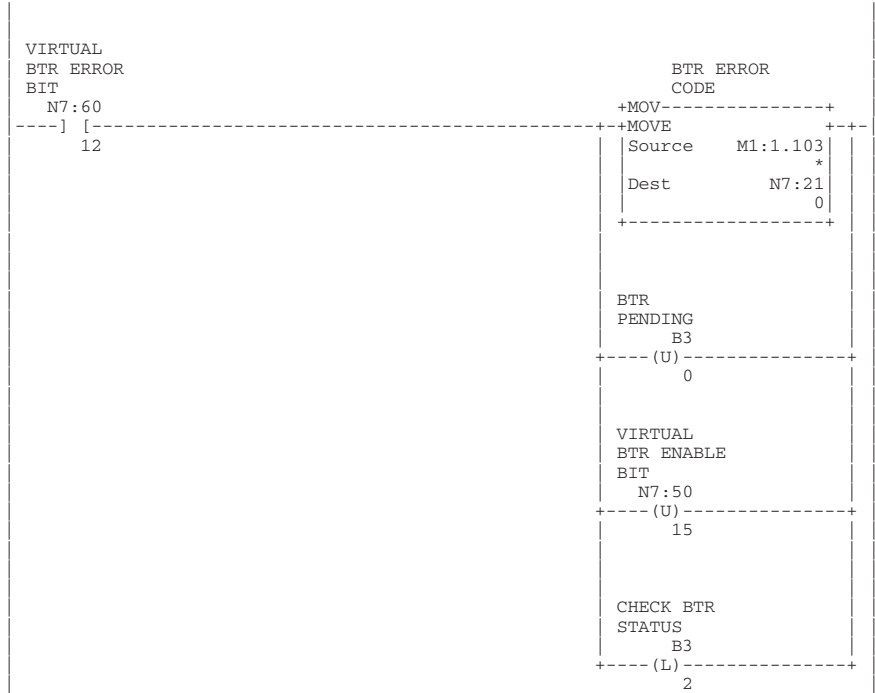 VIRTUAL
BTR ERROR BTR ERROR
BIT CODE
N7:60 +MOV---------------+
----] [-----------------------------------------------+-+MOVE +-+-
12 Source M1:1.103
*
Dest N7:21
0
+------------------+
BTR
PENDING
B3
+----(U)---------------+
0
VIRTUAL
BTR ENABLE
BIT
N7:50
+----(U)---------------+
15
CHECK BTR
STATUS
B3
+----(L)---------------+
2